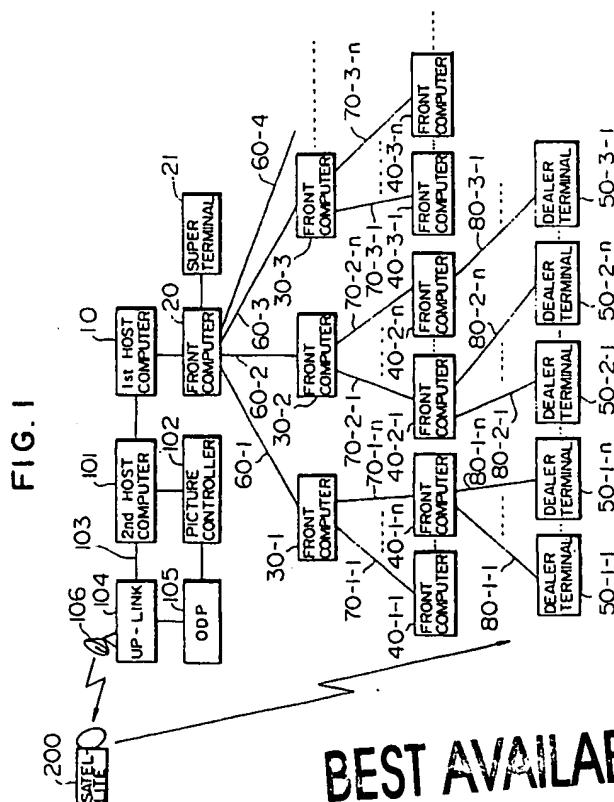 FIG. 1
200
SATEL-
LITE
106
104
UP-LINK
103
101
2nd HOST
COMPUTER
10
1st HOST
COMPUTER
105
ODP
102
PICTURE
CONTROLLER
20
FRONT
COMPUTER
21
SUPER
TERMINAL
60-1
60-2
60-3
60-4
30-1
FRONT
COMPUTER
30-2
FRONT
COMPUTER
30-3
FRONT
COMPUTER
70-1-1
70-1-n
70-2-1
70-2-n
70-3-1
70-3-n
40-1-1
FRONT
COMPUTER
40-1-n
FRONT
COMPUTER
40-2-1
FRONT
COMPUTER
40-2-n
FRONT
COMPUTER
40-3-1
FRONT
COMPUTER
40-3-n
FRONT
COMPUTER
80-1-1
80-1-n
80-2-1
80-2-n
80-3-1
DEALER
TERMINAL
50-1-1
DEALER
TERMINAL
50-1-n
DEALER
TERMINAL
50-2-1
DEALER
TERMINAL
50-2-n
DEALER
TERMINAL
50-3-1
BEST AVAILAB